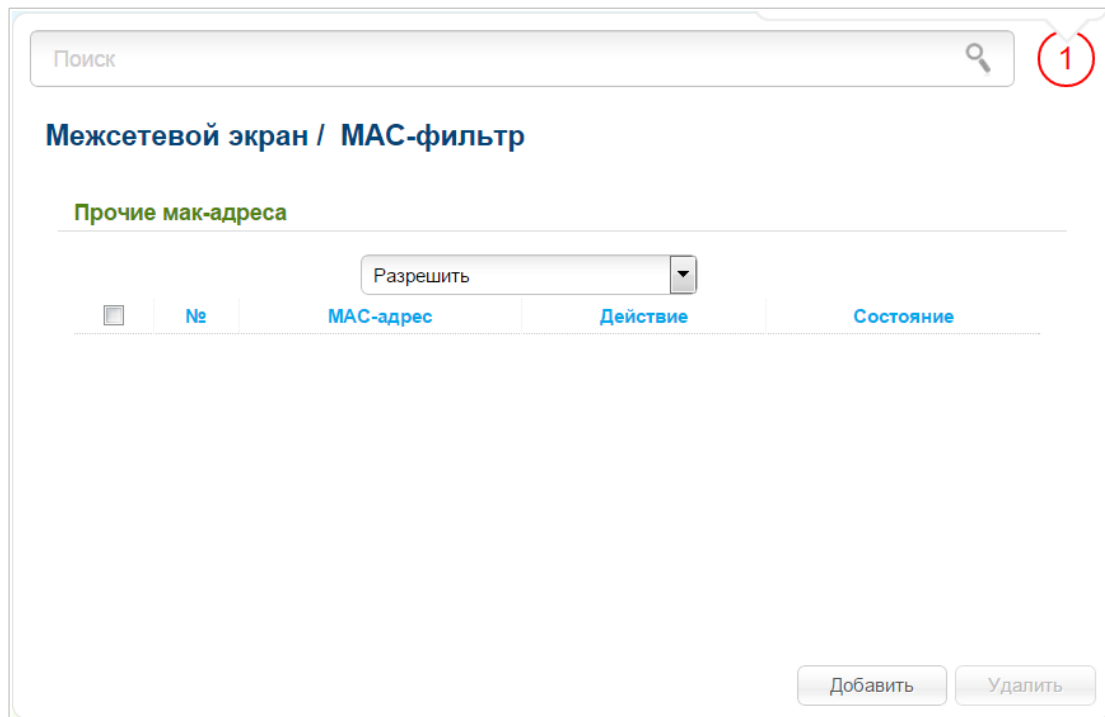 Поиск
1
Межсетевой экран / MAC-фильтр
Прочие мак-адреса
Разрешить
№ MAC-адрес Действие Состояние
Добавить Удалить